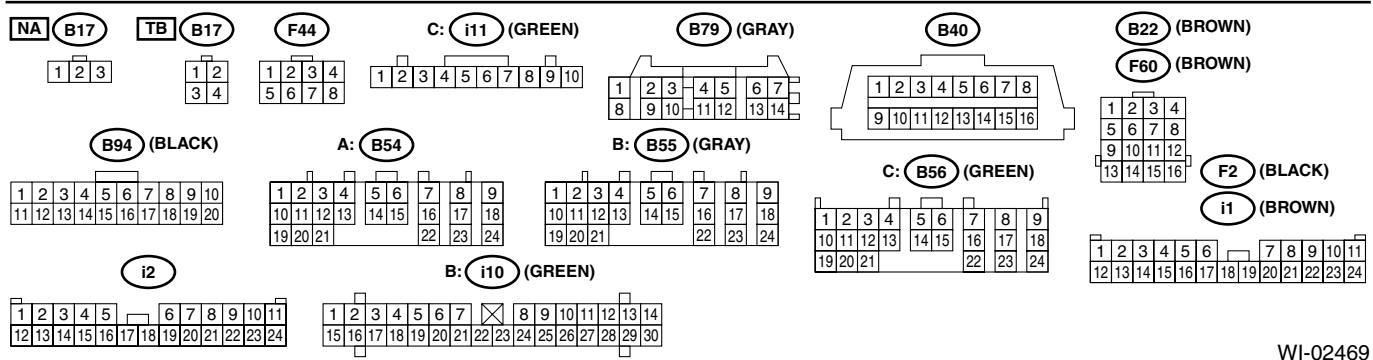 NA B17 TB B17 F44 C: i11 (GREEN) B79 (GRAY) B40 B22 (BROWN)
F60 (BROWN)
1 2 3
1 2
3 4
1 2 3 4
5 6 7 8
1 2 3 4 5 6 7 8 9 10
1 2 3 4 5 6 7
8 9 10 11 12 13 14
1 2 3 4 5 6 7 8
9 10 11 12 13 14 15 16
1 2 3 4
5 6 7 8
9 10 11 12
13 14 15 16
B94 (BLACK) A: B54 B: B55 (GRAY) C: B56 (GREEN) F2 (BLACK)
i1 (BROWN)
1 2 3 4 5 6 7 8 9 10
11 12 13 14 15 16 17 18 19 20
1 2 3 4 5 6 7 8 9
10 11 12 13 14 15 16 17 18
19 20 21 22 23 24
1 2 3 4 5 6 7 8 9
10 11 12 13 14 15 16 17 18
19 20 21 22 23 24
1 2 3 4 5 6 7 8 9
10 11 12 13 14 15 16 17 18
19 20 21 22 23 24
1 2 3 4 5 6 7 8 9 10 11
12 13 14 15 16 17 18 19 20 21 22 23 24
i2 B: i10 (GREEN)
1 2 3 4 5 6 7 8 9 10 11
12 13 14 15 16 17 18 19 20 21 22 23 24
1 2 3 4 5 6 7 8 9 10 11 12 13 14
15 16 17 18 19 20 21 22 23 24 25 26 27 28 29 30
WI-02469